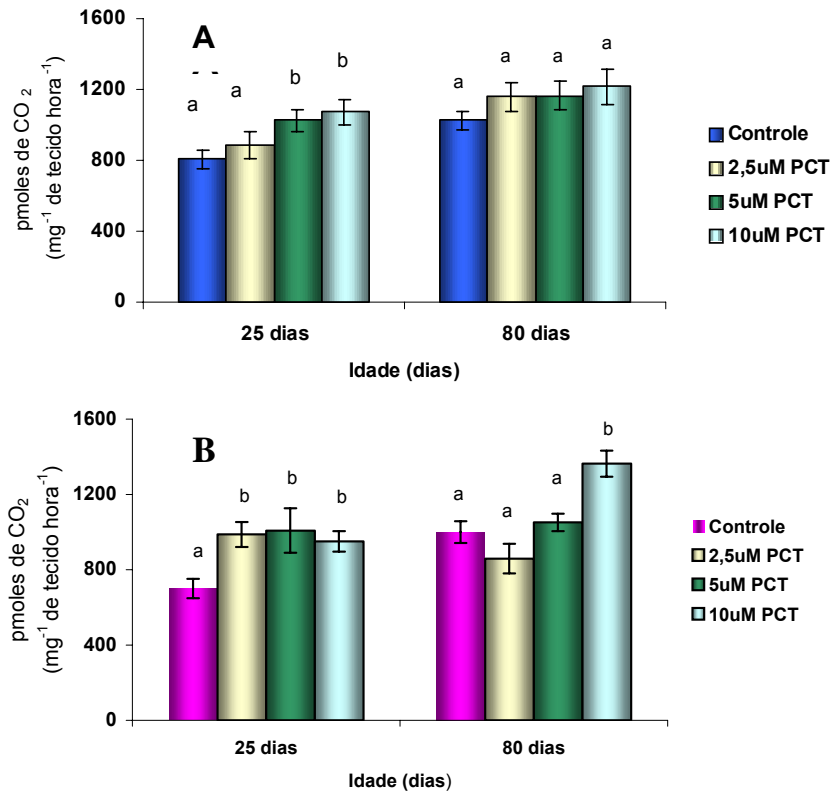 A
1600
1200
800
400
0
pmoles de CO 2
(mg-1 de tecido hora -1)
a a b b
a a a a
25 dias 80 dias
Idade (dias)
Controle
2,5uM PCT
5uM PCT
10uM PCT
B
1600
1200
800
400
0
pmoles de CO2
(mg-1 de tecido hora-1)
a b b b
a a a b
25 dias 80 dias
Idade (dias)
Controle
2,5uM PCT
5uM PCT
10uM PCT